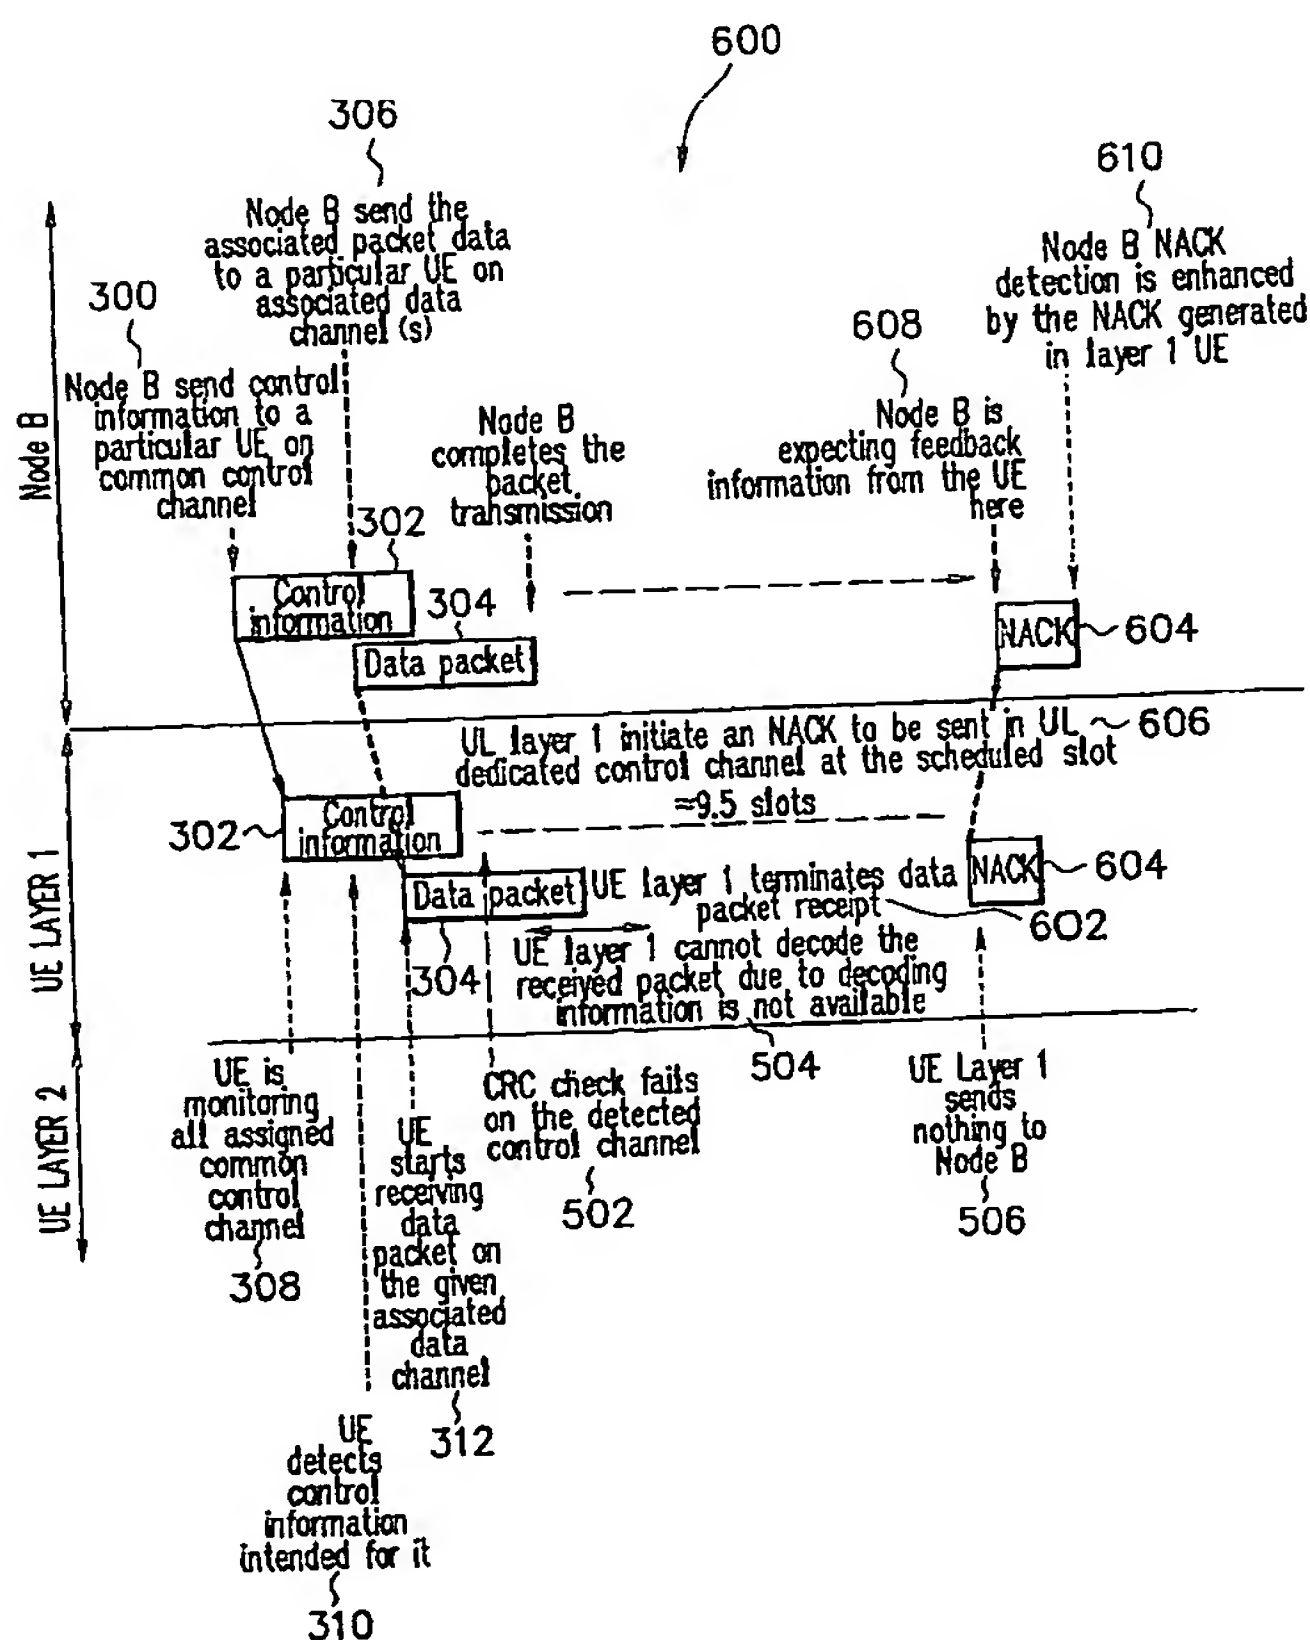 600
306
Node B send the
associated packet data
to a particular UE on
associated data
channel (s)
610
Node B NACK
detection is enhanced
by the NACK generated
in layer 1 UE
300
Node B send control
information to a
particular UE on
common control
channel
608
Node B is
expecting feedback
information from the UE
here
Node B
completes the
packet
transmission
Node B
302
Control
information
304
Data packet
NACK
604
UL layer 1 initiate an NACK to be sent in UL
606
dedicated control channel at the scheduled slot
≈9.5 slots
UE LAYER 1
302
Control
information
Data packet
304
UE layer 1 terminates data
packet receipt
602
NACK
604
UE layer 1 cannot decode the
received packet due to decoding
information is not available
504
UE LAYER 2
UE is
monitoring
all assigned
common
control
channel
308
UE
detects
control
information
intended for it
310
UE
starts
receiving
data
packet on
the given
associated
data
channel
312
CRC check fails
on the detected
control channel
502
UE Layer 1
sends
nothing to
Node B
506